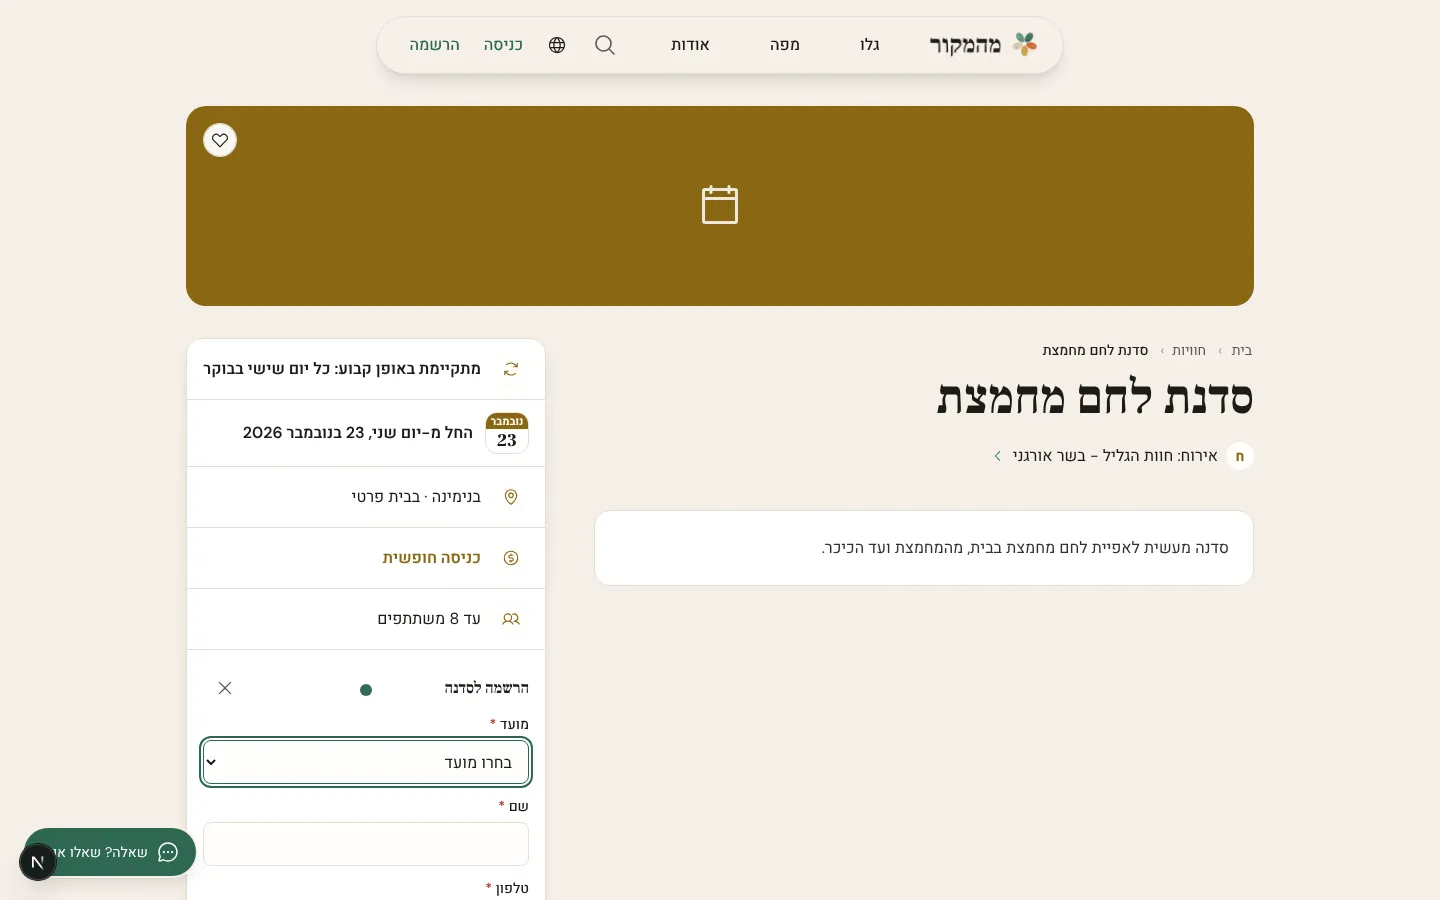 מהמקור
גלו
מפה
אודות
כניסה
הרשמה
בית › חוויות › סדנת לחם מחמצת
סדנת לחם מחמצת
ח
אירוח: חוות הגליל - בשר אורגני
סדנה מעשית לאפיית לחם מחמצת בבית, מהמחמצת ועד הכיכר.
מתקיימת באופן קבוע: כל יום שישי בבוקר
נובמבר
23
החל מ-יום שני, 23 בנובמבר 2026
בנימינה · בבית פרטי
כניסה חופשית
עד 8 משתתפים
הרשמה לסדנה
מועד *
בחרו מועד
שם *
טלפון *
שאלה? שאלו
N